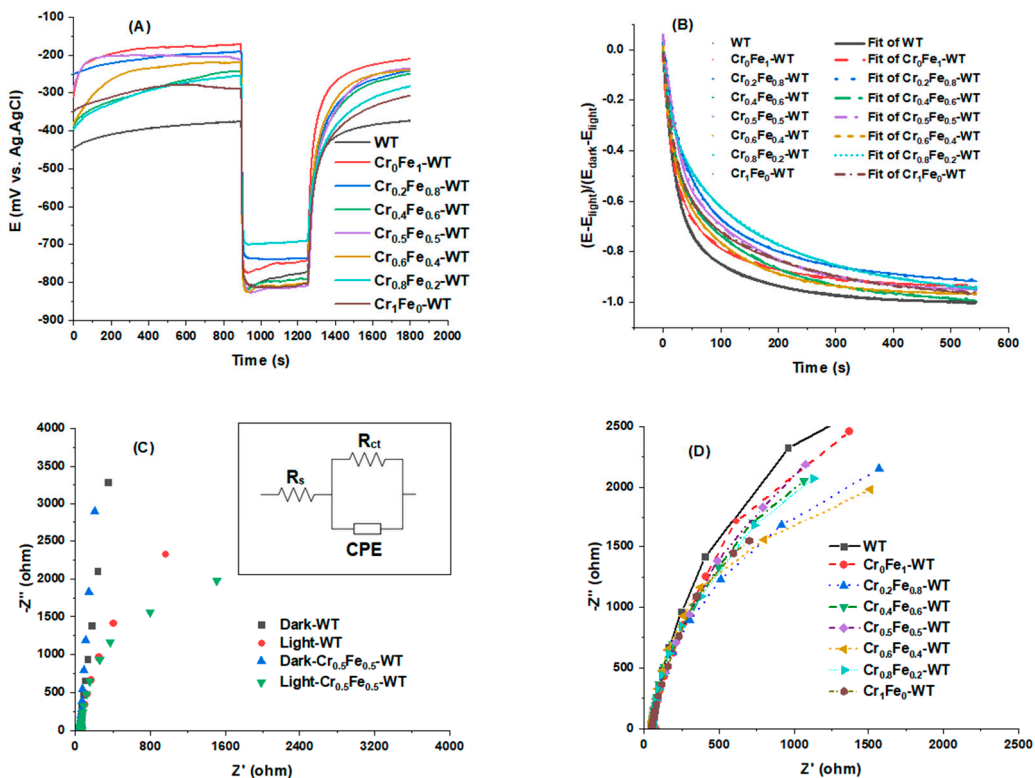 (A)
-100
-200
-300
-400
-500
-600
-700
-800
-900
E (mV vs. Ag.AgCl)
0 400 800 1200 1600 2000
Time (s)
WT
Cr0Fe1-WT
Cr0.2Fe0.8-WT
Cr0.4Fe0.6-WT
Cr0.5Fe0.5-WT
Cr0.6Fe0.4-WT
Cr0.8Fe0.2-WT
Cr1Fe0-WT
(B)
0.0
-0.2
-0.4
-0.6
-0.8
-1.0
(E-Elight)/(Edark-Elight)
0 100 200 300 400 500 600
Time (s)
WT Fit of WT
Cr0Fe1-WT Fit of Cr0Fe1-WT
Cr0.2Fe0.8-WT Fit of Cr0.2Fe0.8-WT
Cr0.4Fe0.6-WT Fit of Cr0.4Fe0.6-WT
Cr0.5Fe0.5-WT Fit of Cr0.5Fe0.5-WT
Cr0.6Fe0.4-WT Fit of Cr0.6Fe0.4-WT
Cr0.8Fe0.2-WT Fit of Cr0.8Fe0.2-WT
Cr1Fe0-WT Fit of Cr1Fe0-WT
(C)
4000
3500
3000
2500
2000
1500
1000
500
0
-Z'' (ohm)
0 800 1600 2400 3200 3600 4000
Z' (ohm)
Rct
Rs
CPE
Dark-WT
Light-WT
Dark-Cr0.5Fe0.5-WT
Light-Cr0.5Fe0.5-WT
(D)
2500
2000
1500
1000
500
0
-Z'' (ohm)
0 500 1000 1500 2000
Z' (ohm)
WT
Cr0Fe1-WT
Cr0.2Fe0.8-WT
Cr0.4Fe0.6-WT
Cr0.5Fe0.5-WT
Cr0.6Fe0.4-WT
Cr0.8Fe0.2-WT
Cr1Fe0-WT